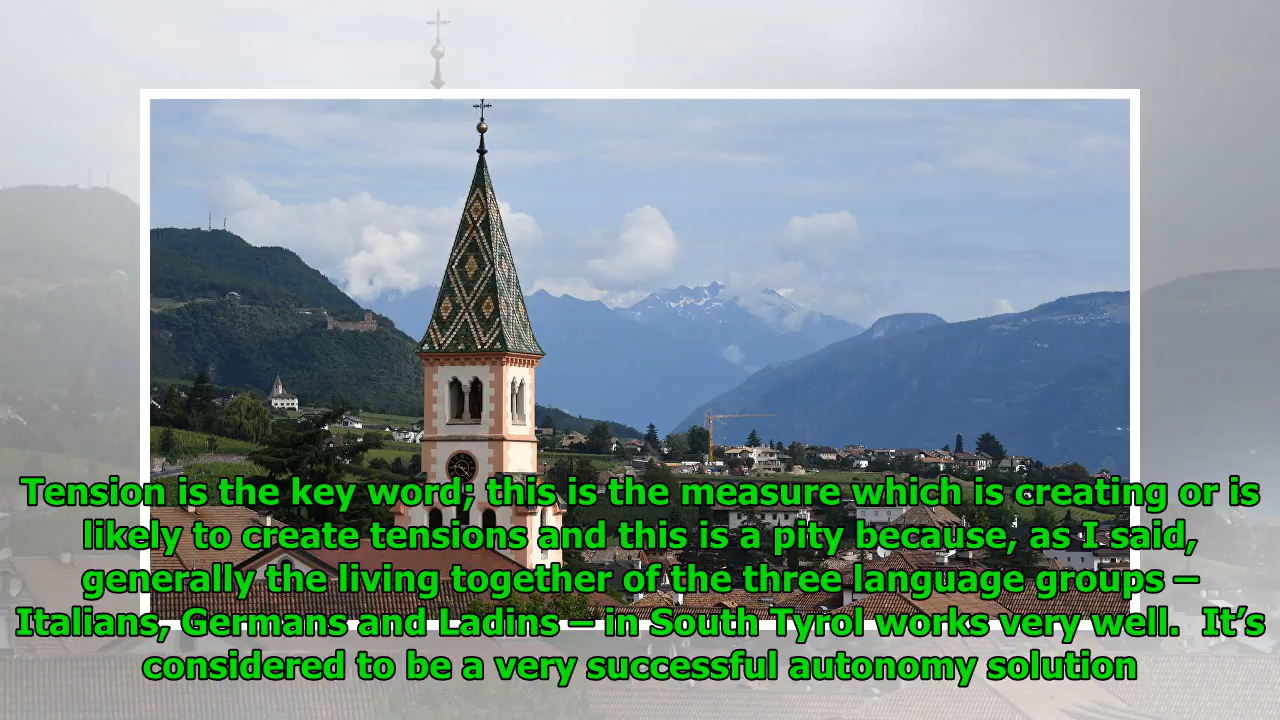 Tension is the key word; this is the measure which is creating or is
likely to create tensions and this is a pity because, as I said,
generally the living together of the three language groups –
Italians, Germans and Ladins – in South Tyrol works very well.  It’s
considered to be a very successful autonomy solution